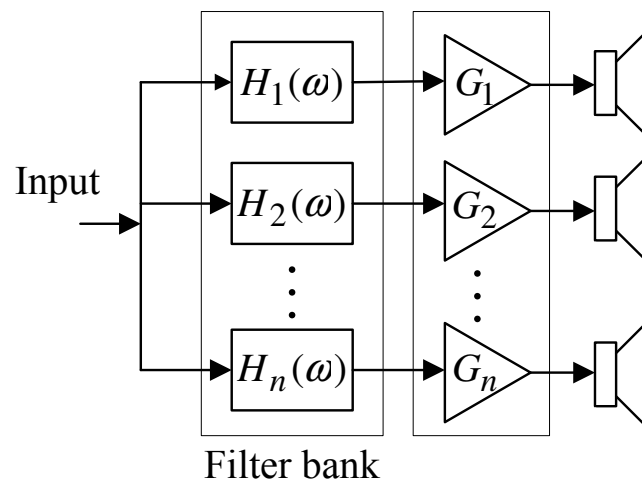 H₁(ω) G₁
Input
H₂(ω) G₂
Hₙ(ω) Gₙ
Filter bank